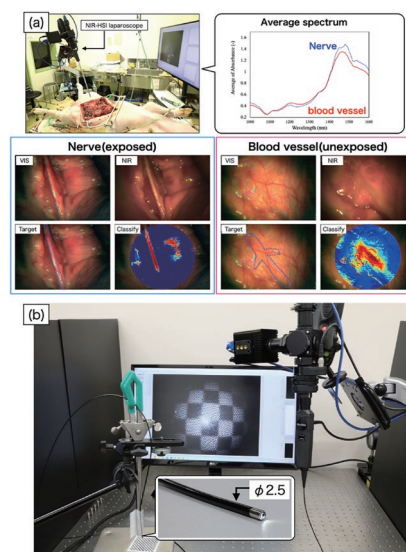 (a)
NIR-HSI laparoscope
Average spectrum
Nerve
blood vessel
Average of Absorbance (ε)
Wavelength (nm)
Nerve(exposed)
VIS
NIR
Target
Classify
Blood vessel(unexposed)
VIS
NIR
Target
Classify
(b)
φ2.5